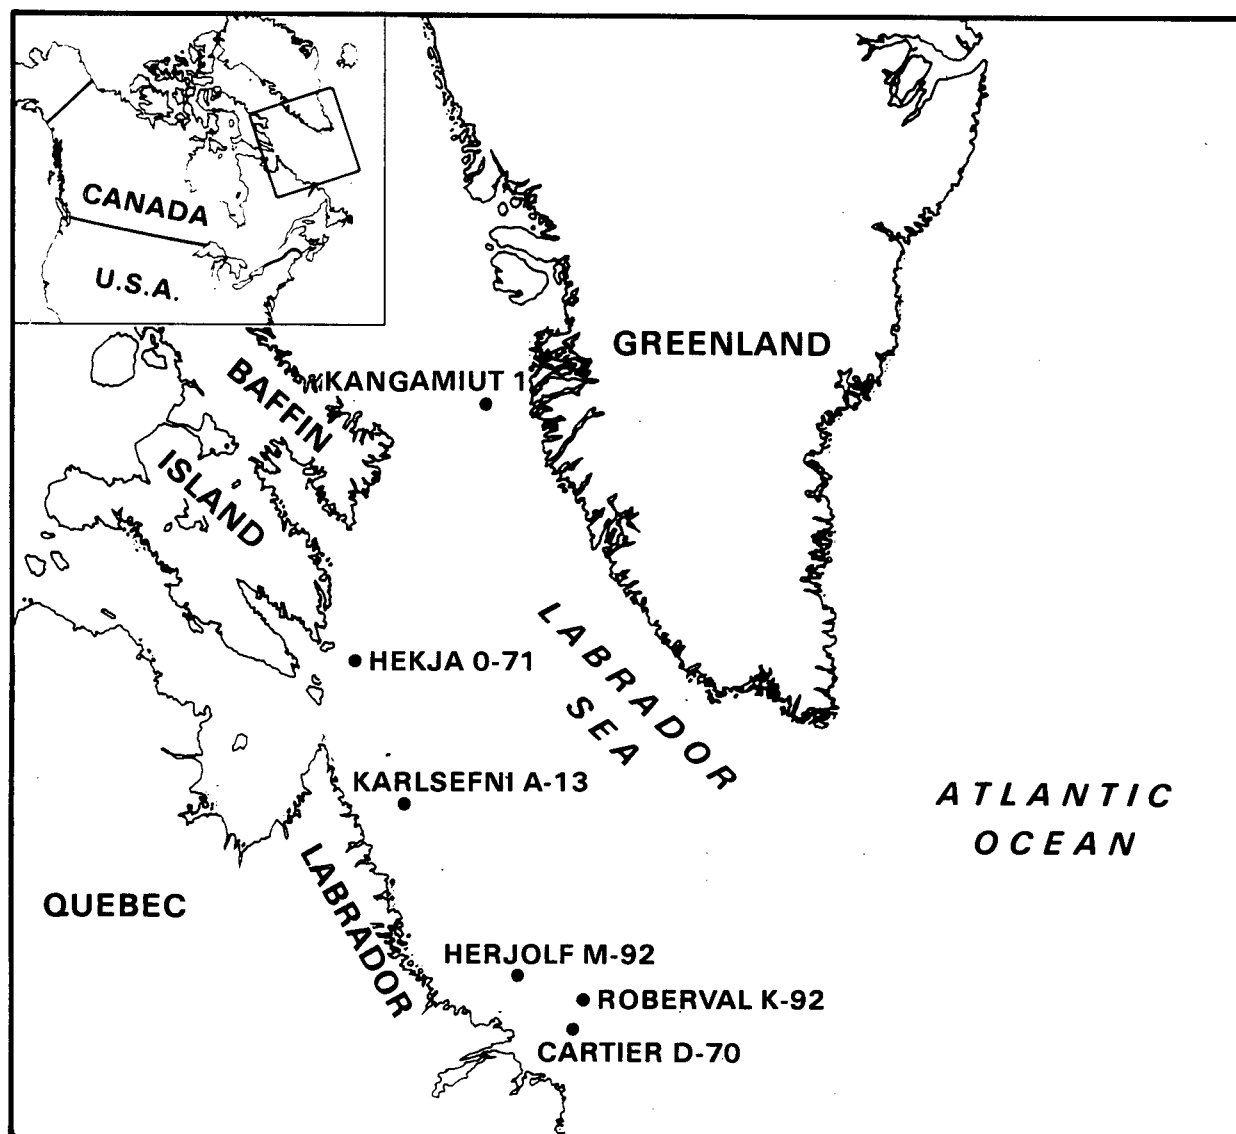 CANADA
U.S.A.
GREENLAND
BAFFIN
ISLAND
KANGAMIUT 1
HEKJA O-71
LABRADOR
SEA
KARLSEFNI A-13
ATLANTIC
OCEAN
LABRADOR
QUEBEC
HERJOLF M-92
ROBERVAL K-92
CARTIER D-70